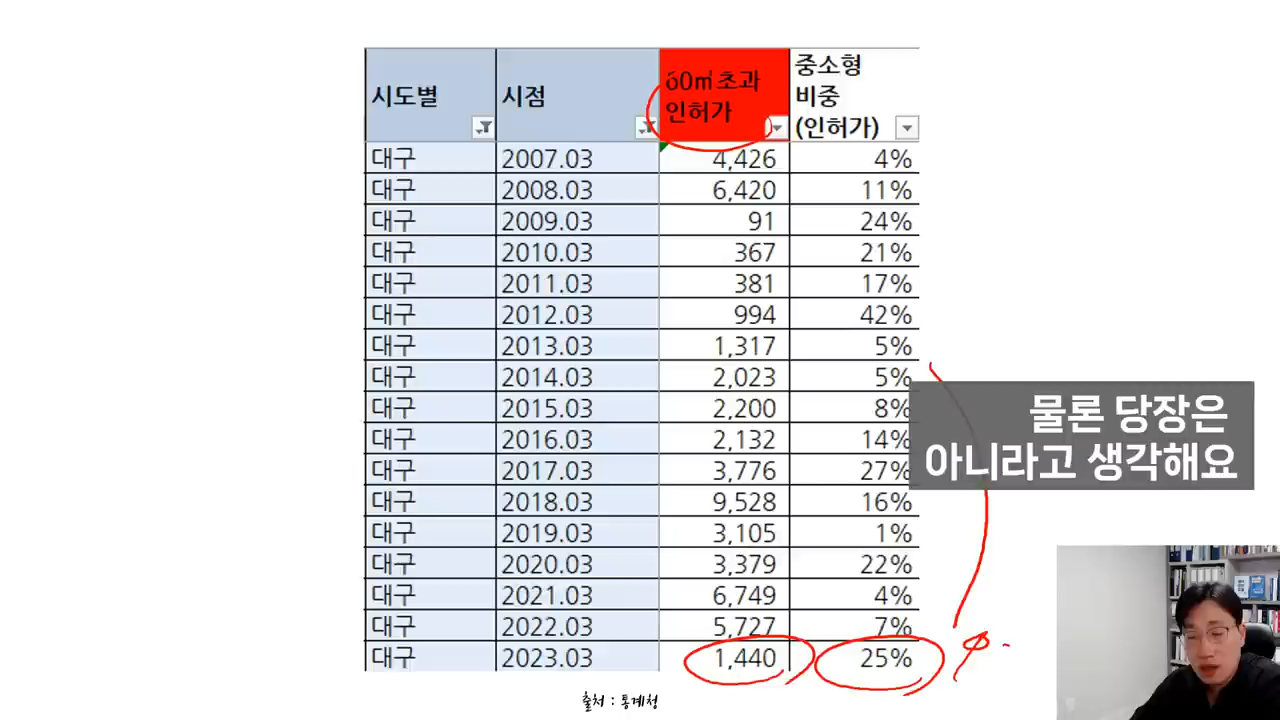 시도별 시점 60㎡초과 인허가 중소형 비중 (인허가)
대구 2007.03 4,426 4%
대구 2008.03 6,420 11%
대구 2009.03 91 24%
대구 2010.03 367 21%
대구 2011.03 381 17%
대구 2012.03 994 42%
대구 2013.03 1,317 5%
대구 2014.03 2,023 5%
대구 2015.03 2,200 8%
대구 2016.03 2,132 14%
대구 2017.03 3,776 27%
대구 2018.03 9,528 16%
대구 2019.03 3,105 1%
대구 2020.03 3,379 22%
대구 2021.03 6,749 4%
대구 2022.03 5,727 7%
대구 2023.03 1,440 25%
물론 당장은
아니라고 생각해요
출처 : 통계청